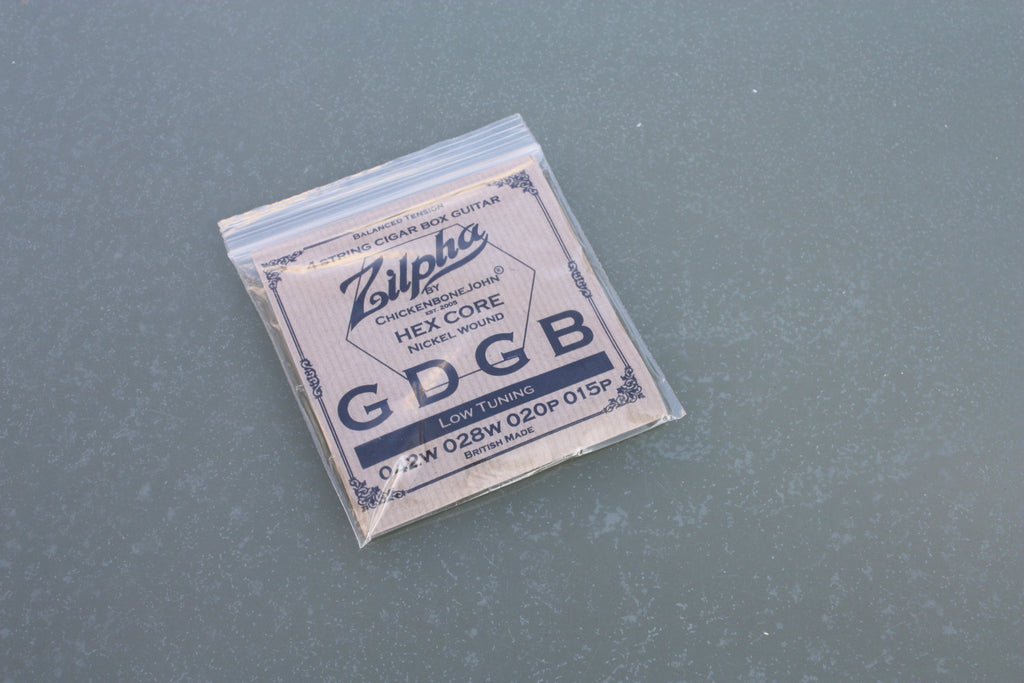 BALANCED TENSION
4 STRING CIGAR BOX GUITAR
Zilpha®
BY
CHICKENBONEJOHN
EST. 2005
HEX CORE
NICKEL WOUND
G D G B
LOW TUNING
042W 028W 020P 015P
BRITISH MADE